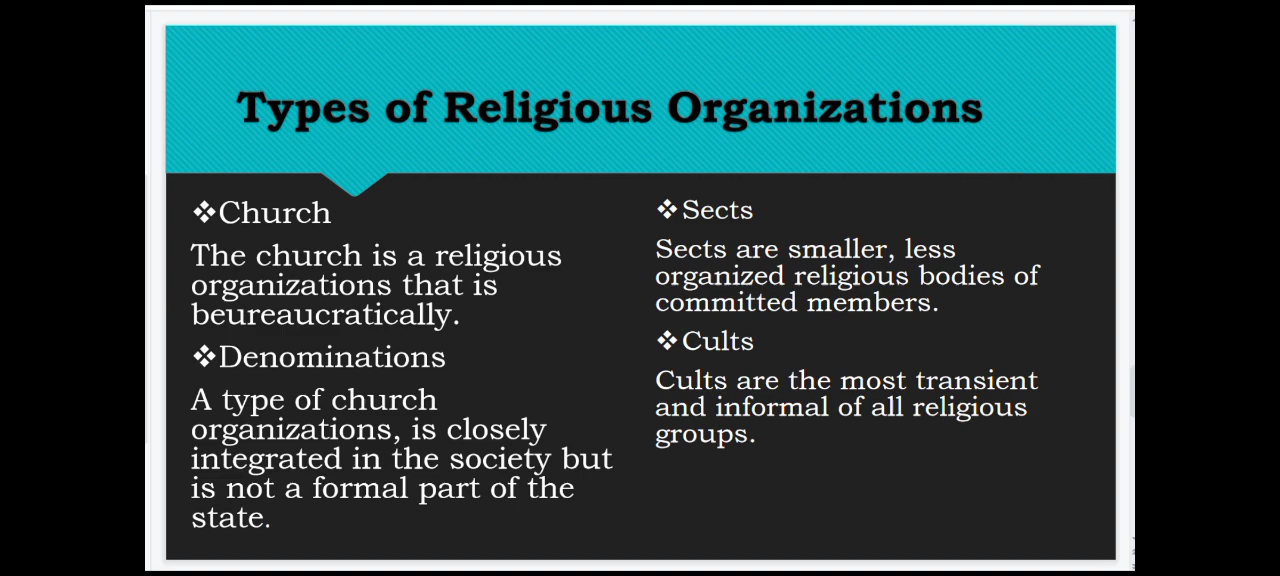 Types of Religious Organizations
❖Church
The church is a religious
organizations that is
beureaucratically.
❖Denominations
A type of church
organizations, is closely
integrated in the society but
is not a formal part of the
state.
❖Sects
Sects are smaller, less
organized religious bodies of
committed members.
❖Cults
Cults are the most transient
and informal of all religious
groups.